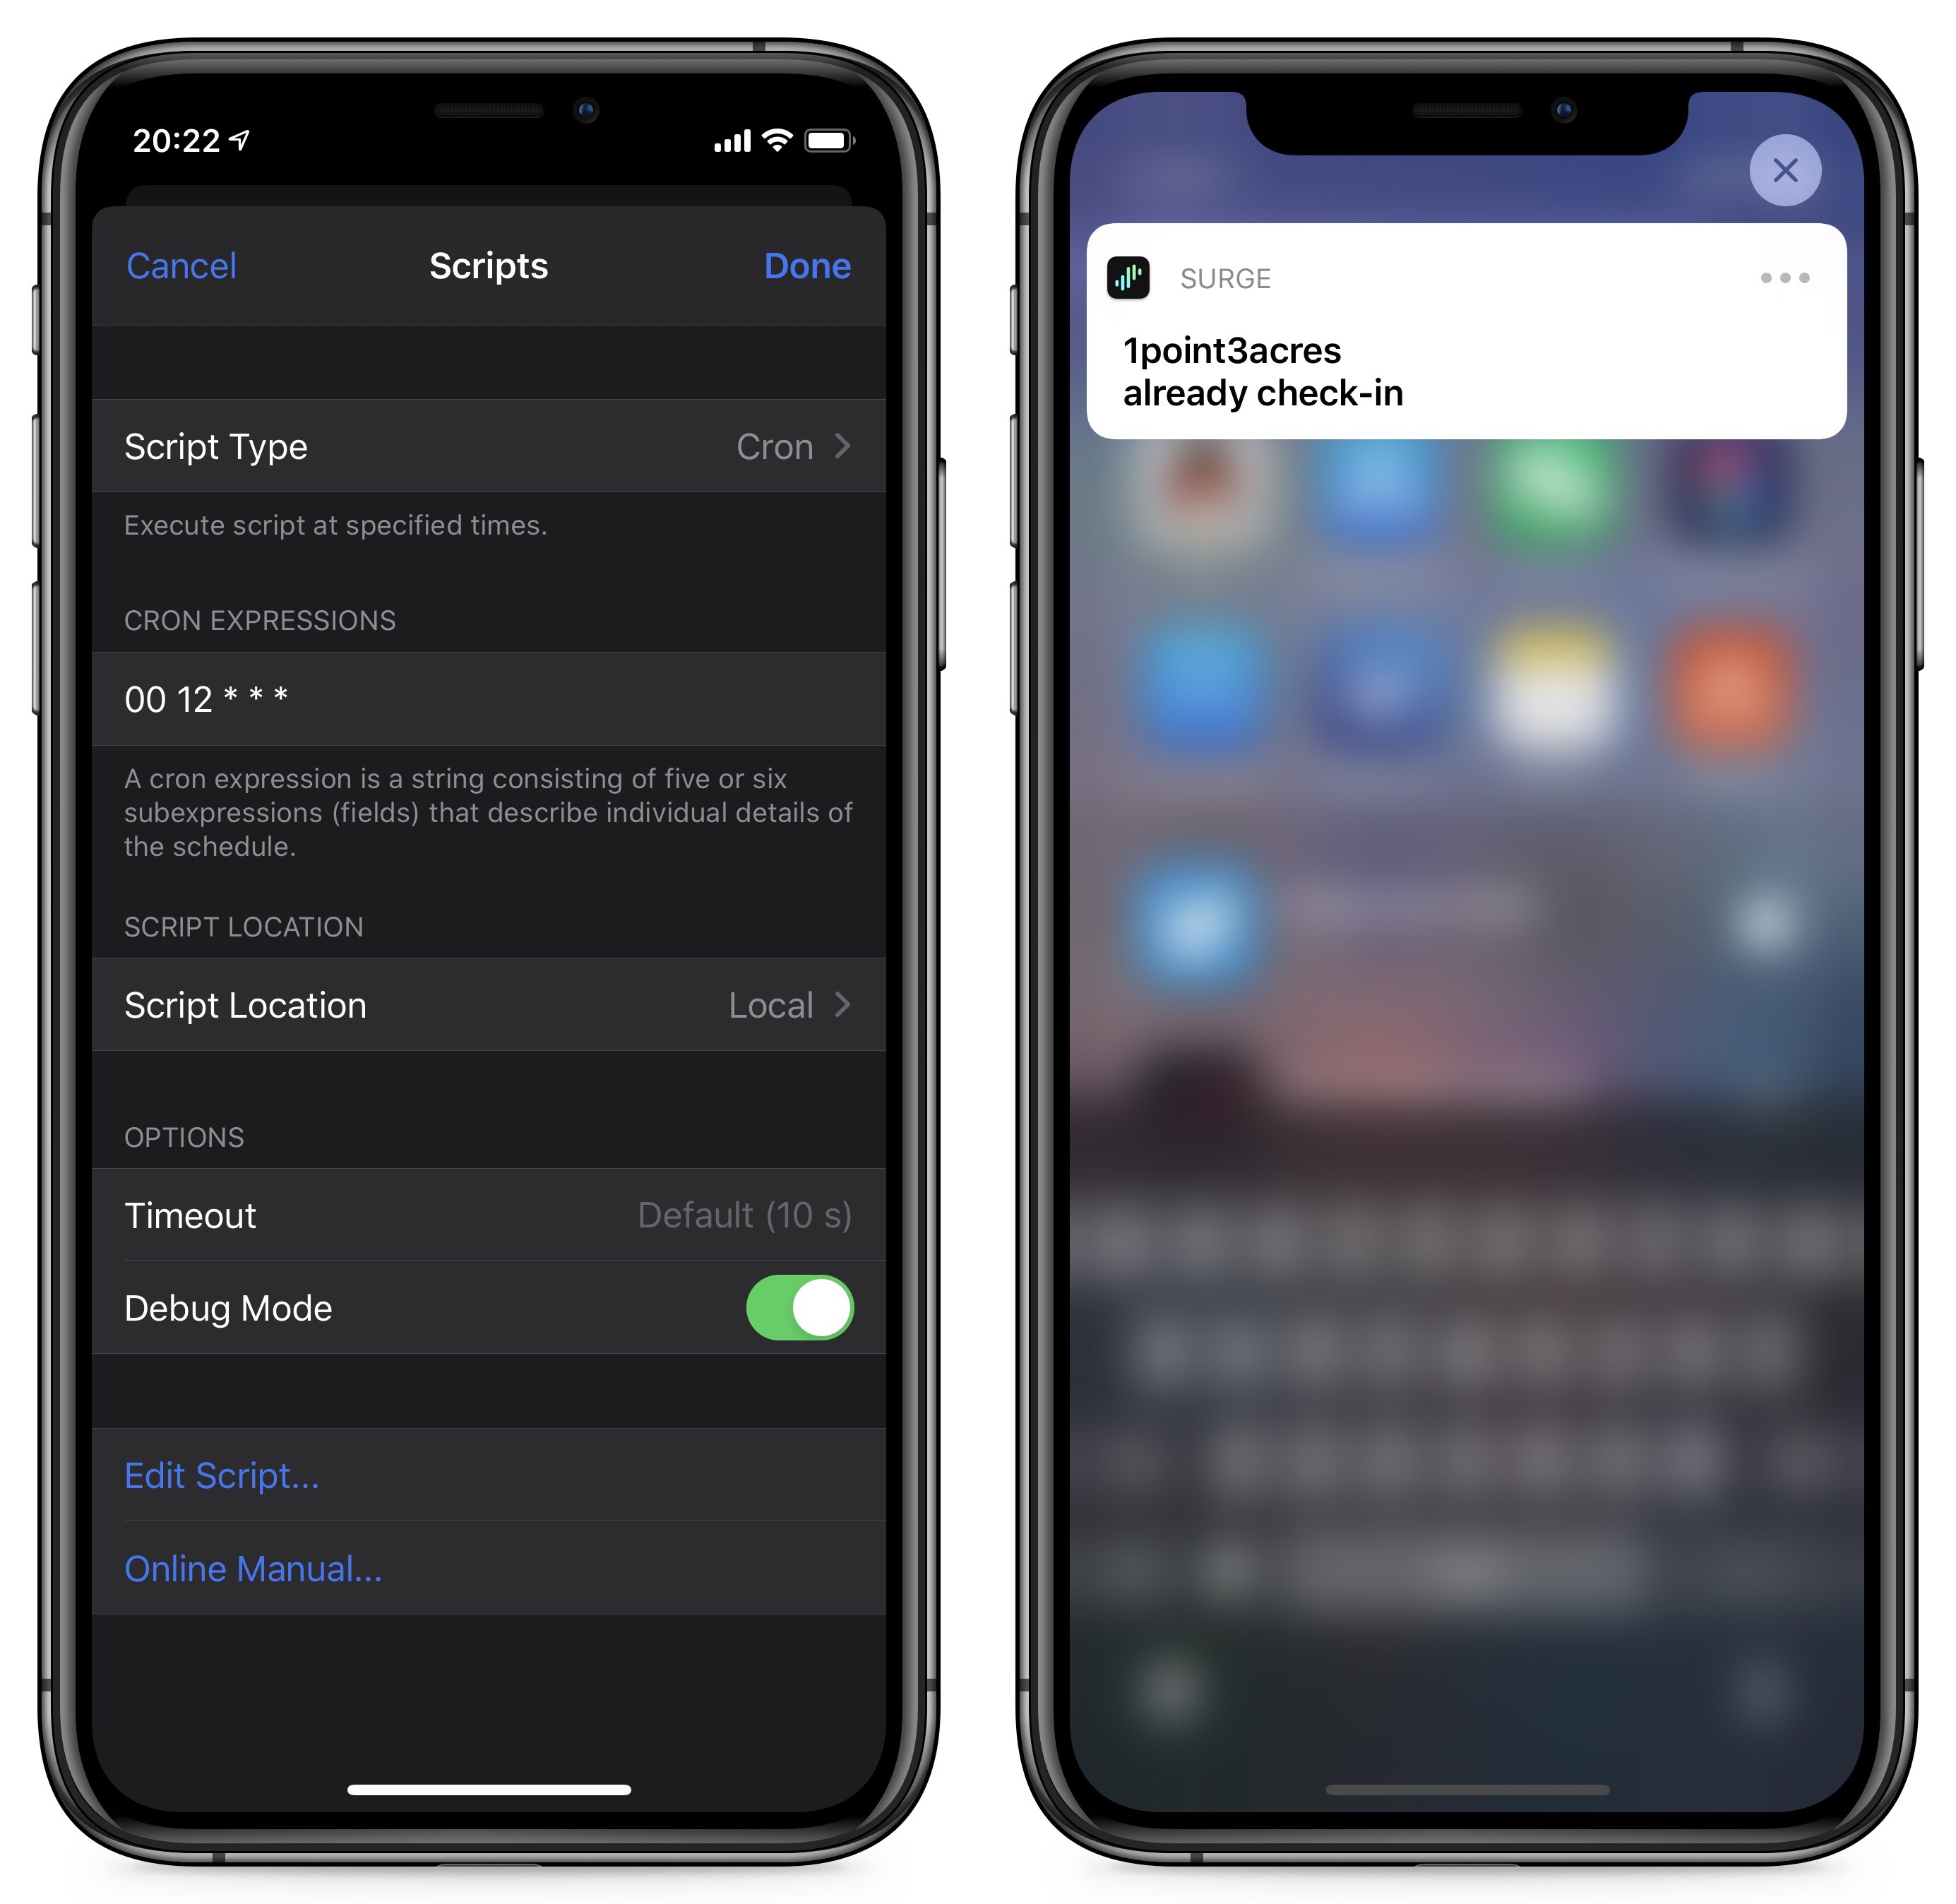 20:22
Cancel
Scripts
Done
Script Type
Cron
Execute script at specified times.
CRON EXPRESSIONS
00 12 * * *
A cron expression is a string consisting of five or six
subexpressions (fields) that describe individual details of
the schedule.
SCRIPT LOCATION
Script Location
Local
OPTIONS
Timeout
Default (10 s)
Debug Mode
Edit Script...
Online Manual...
SURGE
1point3acres
already check-in